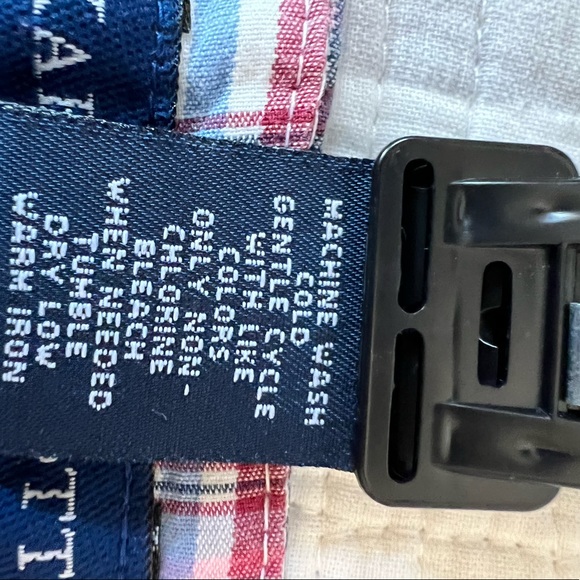 MACHINE WASH
COLD
GENTLE CYCLE
WITH LIKE
COLORS
ONLY NON-
CHLORINE
BLEACH
WHEN NEEDED
TUMBLE
DRY LOW
WARM IRON